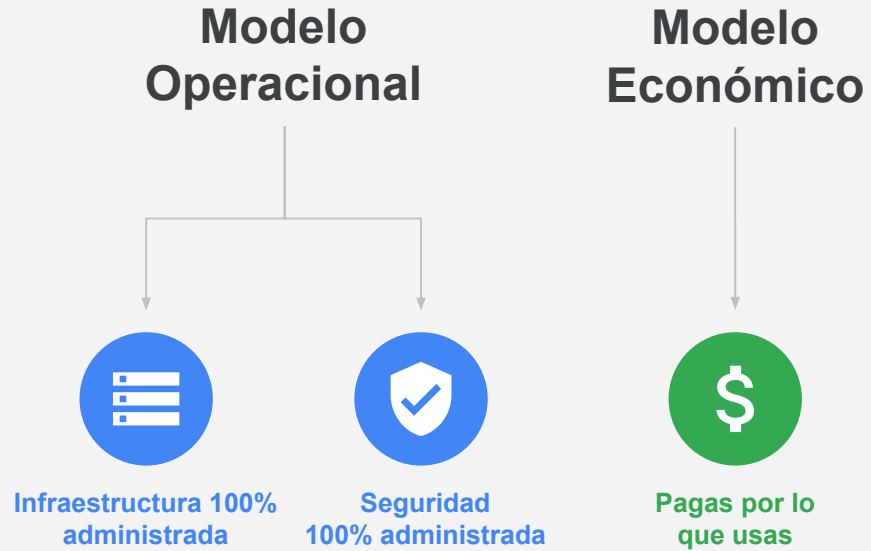 Modelo
Operacional
Modelo
Económico
$
Infraestructura 100%
administrada
Seguridad
100% administrada
Pagas por lo
que usas